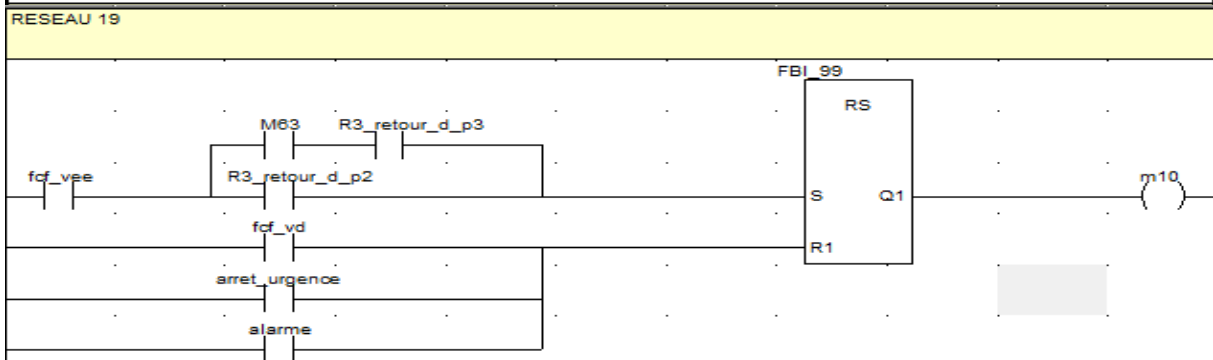 RESEAU 19
FBI_99
RS
M63 R3_retour_d_p3
fcf_vee R3_retour_d_p2 m10
S Q1
fcf_vd
R1
arret_urgence
alarme